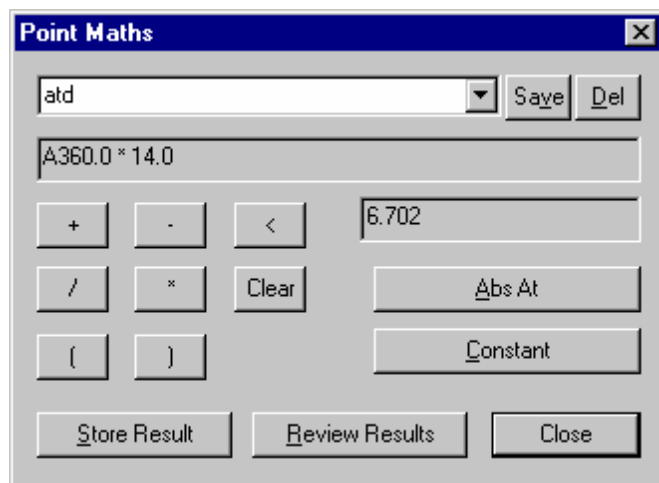 Point Maths
atd Save Del
A360.0 * 14.0
+ - < 6.702
/ * Clear Abs At
( ) Constant
Store Result Review Results Close